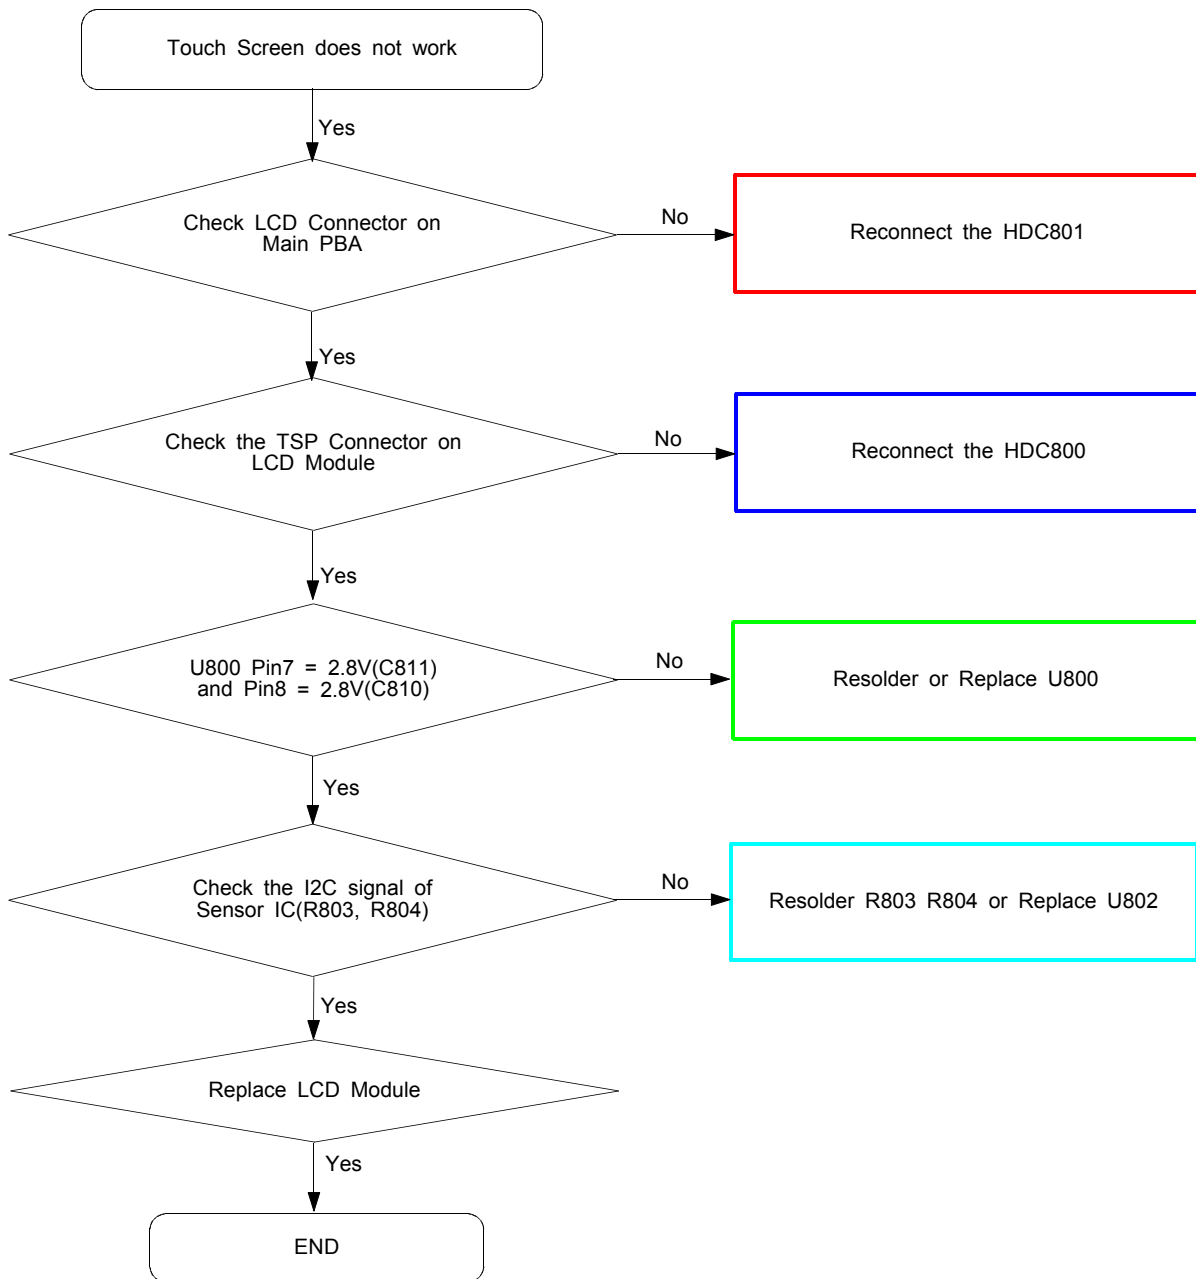 Touch Screen does not work
Yes
Check LCD Connector on
Main PBA
No
Reconnect the HDC801
Yes
Check the TSP Connector on
LCD Module
No
Reconnect the HDC800
Yes
U800 Pin7 = 2.8V(C811)
and Pin8 = 2.8V(C810)
No
Resolder or Replace U800
Yes
Check the I2C signal of
Sensor IC(R803, R804)
No
Resolder R803 R804 or Replace U802
Yes
Replace LCD Module
Yes
END